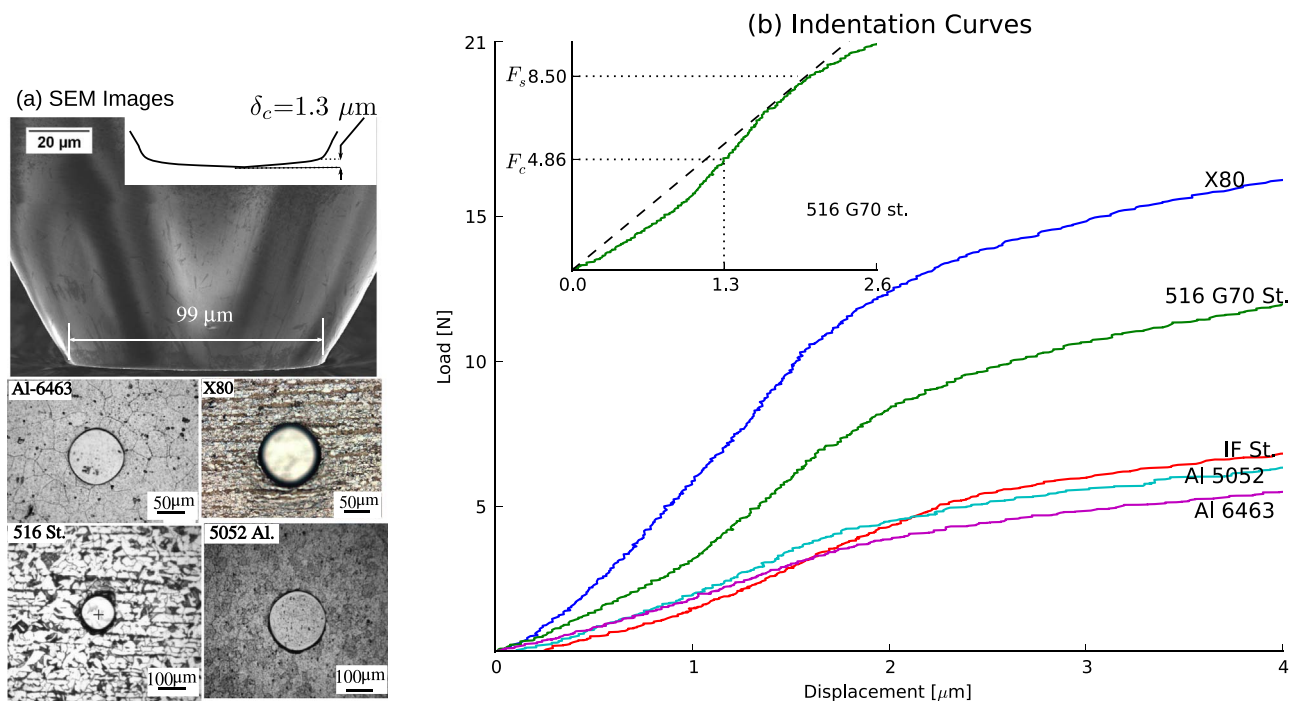 (a) SEM Images
δc=1.3 μm
20 μm
99 μm
Al-6463
50μm
X80
50μm
516 St.
100μm
5052 Al.
100μm
(b) Indentation Curves
Load [N]
21
15
10
5
0
1
2
3
4
Displacement [μm]
X80
516 G70 St.
IF St.
Al 5052
Al 6463
Fs 8.50
Fc 4.86
516 G70 st.
0.0
1.3
2.6